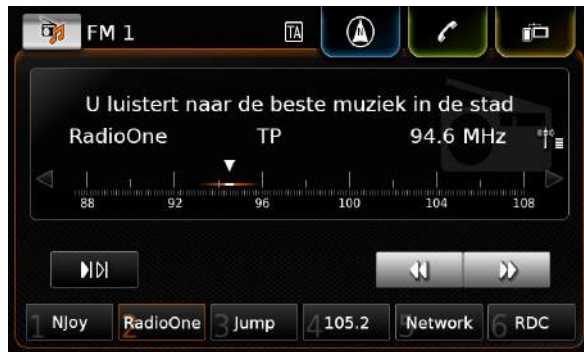 FM 1
TA
N
U luistert naar de beste muziek in de stad
RadioOne TP 94.6 MHz
88 92 96 100 104 108
1 NJoy 2 RadioOne 3 Jump 4 105.2 5 Network 6 RDC